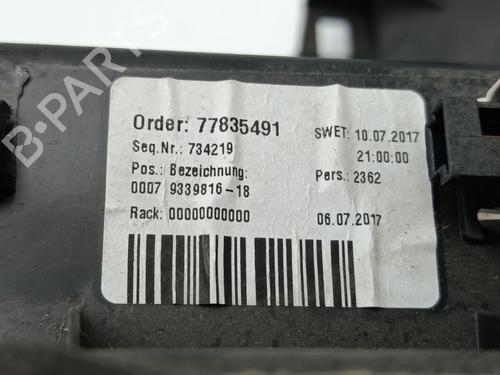 B-PARTS
Order: 77835491 SWET: 10.07.2017
Seq.Nr.: 734219 21:00:00
Pos.: Bezeichnung: Pers.: 2362
0007 9339816-18
Rack: 00000000000 06.07.2017